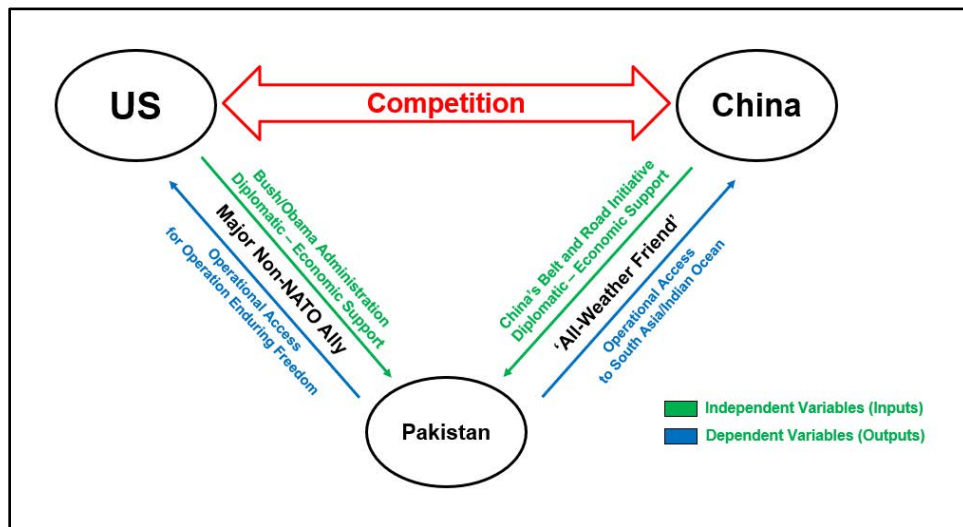 US
Competition
China
Bush/Obama Administration
Diplomatic – Economic Support
Major Non-NATO Ally
Operational Access
for Operation Enduring Freedom
China's Belt and Road Initiative
Diplomatic – Economic Support
‘All-Weather Friend’
Operational Access
to South Asia/Indian Ocean
Pakistan
Independent Variables (Inputs)
Dependent Variables (Outputs)